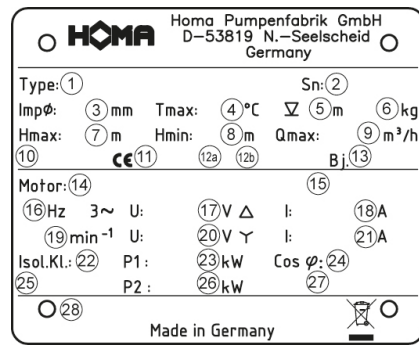 HOMA Homa Pumpenfabrik GmbH
D-53819 N.-Seelscheid
Germany
Type: 1 Sn: 2
Impø: 3 mm Tmax: 4 °C 5 m 6 kg
Hmax: 7 m Hmin: 8 m Qmax: 9 m³/h
10 CE 11 12a 12b Bj. 13
Motor: 14 15
16 Hz 3~ U: 17 V △ I: 18 A
19 min⁻¹ U: 20 V Y I: 21 A
Isol.Kl.: 22 P1 : 23 kW Cos φ: 24
25 P2 : 26 kW 27
28
Made in Germany